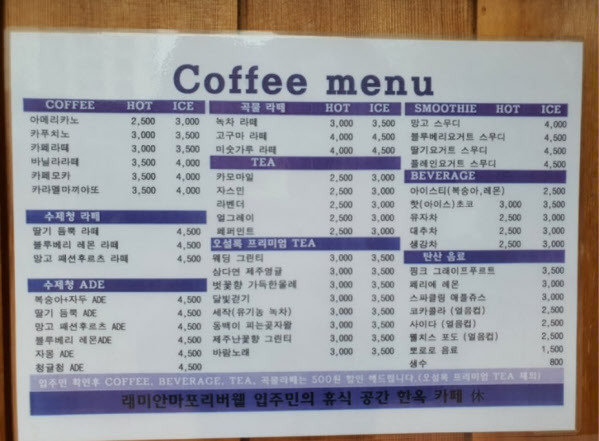 Coffee menu
COFFEE HOT ICE
아메리카노 2,500 3,000
카푸치노 3,000 3,500
카페라떼 3,000 3,500
바닐라라떼 3,500 4,000
카페모카 3,500 4,000
카라멜마끼아또 3,500 4,000
수제청 라떼
딸기 듬뿍 라떼 4,500
블루베리 레몬 라떼 4,500
망고 패션후르츠 라떼 4,500
수제청 ADE
복숭아+자두 ADE 4,500
딸기 듬뿍 ADE 4,500
망고 패션후르츠 ADE 4,500
블루베리 레몬ADE 4,500
자몽 ADE 4,500
청귤청 ADE 4,500
곡물 라떼 HOT ICE
녹차 라떼 3,000 3,500
고구마 라떼 4,000 4,500
미숫가루 라떼 4,000 4,500
TEA
카모마일 2,500 3,000
자스민 2,500 3,000
라벤더 2,500 3,000
얼그레이 2,500 3,000
페퍼민트 2,500 3,000
오설록 프리미엄 TEA
웨딩 그린티 3,000 3,500
삼다연 제주영귤 3,000 3,500
벚꽃향 가득한올레 3,000 3,500
달빛걷기 3,000 3,500
세작(유기농 녹차) 3,000 3,500
동백이 피는곶자왈 3,000 3,500
제주난꽃향 그린티 3,000 3,500
바람노래 3,000 3,500
SMOOTHIE HOT ICE
망고 스무디 4,000
블루베리요거트 스무디 4,500
딸기요거트 스무디 4,500
플레인요거트 스무디 4,500
BEVERAGE
아이스티(복숭아,레몬) 2,500
핫(아이스)초코 3,000 3,500
유자차 2,500 3,000
대추차 2,500 3,000
생강차 2,500 3,000
탄산 음료
핑크 그레이프푸르트 3,500
페리에 레몬 3,000
스파클링 애플쥬스 3,000
코카콜라 (얼음컵) 2,500
사이다 (얼음컵) 2,500
웰치스 포도 (얼음컵) 2,500
뽀로로 음료 1,500
생수 800
입주민 확인후 COFFEE, BEVERAGE, TEA, 곡물라떼는 500원 할인 해드립니다.(오설록 프리미엄 TEA 제외)
래미안마포리버웰 입주민의 휴식 공간 한옥 카페 休